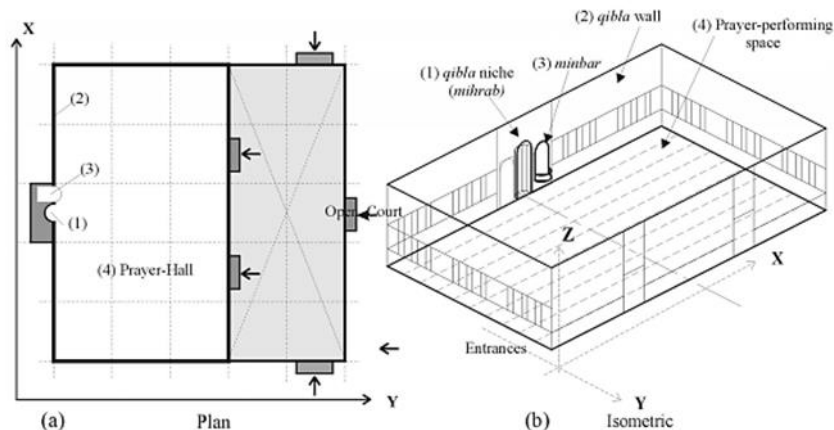 X
(2)
(3)
(1)
(4) Prayer-Hall
Open Court
Y
(a)
Plan
(2) qibla wall
(4) Prayer-performing
space
(1) qibla niche
(mihrab)
(3) minbar
Z
X
Entrances
Y
(b)
Isometric